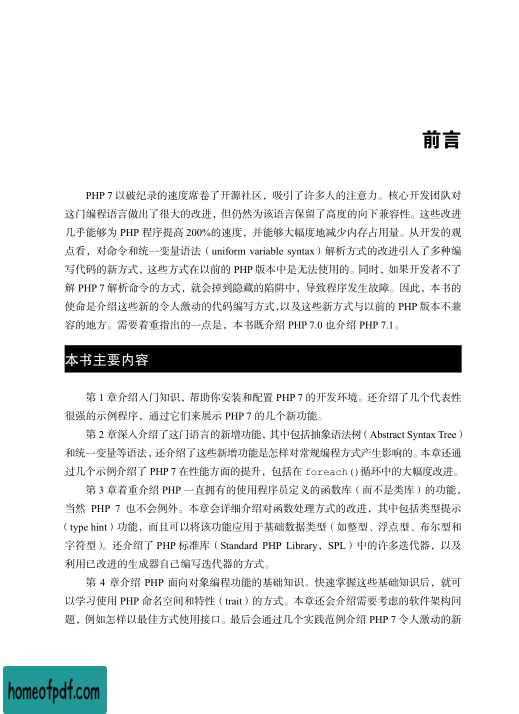 前言
PHP 7 以破纪录的速度席卷了开源社区，吸引了许多人的注意力。核心开发团队对
这门编程语言做出了很大的改进，但仍然为该语言保留了高度的向下兼容性。这些改进
几乎能够为 PHP 程序提高 200%的速度，并能够大幅度地减少内存占用量。从开发的观
点看，对命令和统一变量语法（uniform variable syntax）解析方式的改进引入了多种编
写代码的新方式，这些方式在以前的 PHP 版本中是无法使用的。同时，如果开发者不了
解 PHP 7 解析命令的方式，就会掉到隐藏的陷阱中，导致程序发生故障。因此，本书的
使命是介绍这些新的令人激动的代码编写方式，以及这些新方式与以前的 PHP 版本不兼
容的地方。需要着重指出的一点是，本书既介绍 PHP 7.0 也介绍 PHP 7.1。
本书主要内容
第 1 章介绍入门知识，帮助你安装和配置 PHP 7 的开发环境。还介绍了几个代表性
很强的示例程序，通过它们来展示 PHP 7 的几个新功能。
第 2 章深入介绍了这门语言的新增功能，其中包括抽象语法树（Abstract Syntax Tree）
和统一变量等语法，还介绍了这些新增功能是怎样对常规编程方式产生影响的。本章还通
过几个示例介绍了 PHP 7 在性能方面的提升，包括在 foreach()循环中的大幅度改进。
第 3 章着重介绍 PHP 一直拥有的使用程序员定义的函数库（而不是类库）的功能，
当然 PHP 7 也不会例外。本章会详细介绍对函数处理方式的改进，其中包括类型提示
（type hint）功能，而且可以将该功能应用于基础数据类型（如整型、浮点型、布尔型和
字符型）。还介绍了 PHP 标准库（Standard PHP Library，SPL）中的许多迭代器，以及
利用已改进的生成器自己编写迭代器的方式。
第 4 章介绍 PHP 面向对象编程功能的基础知识。快速掌握这些基础知识后，就可
以学习使用 PHP 命名空间和特性（trait）的方式。本章还会介绍需要考虑的软件架构问
题，例如怎样以最佳方式使用接口。最后会通过几个实践范例介绍 PHP 7 令人激动的新
homeofpdf.com